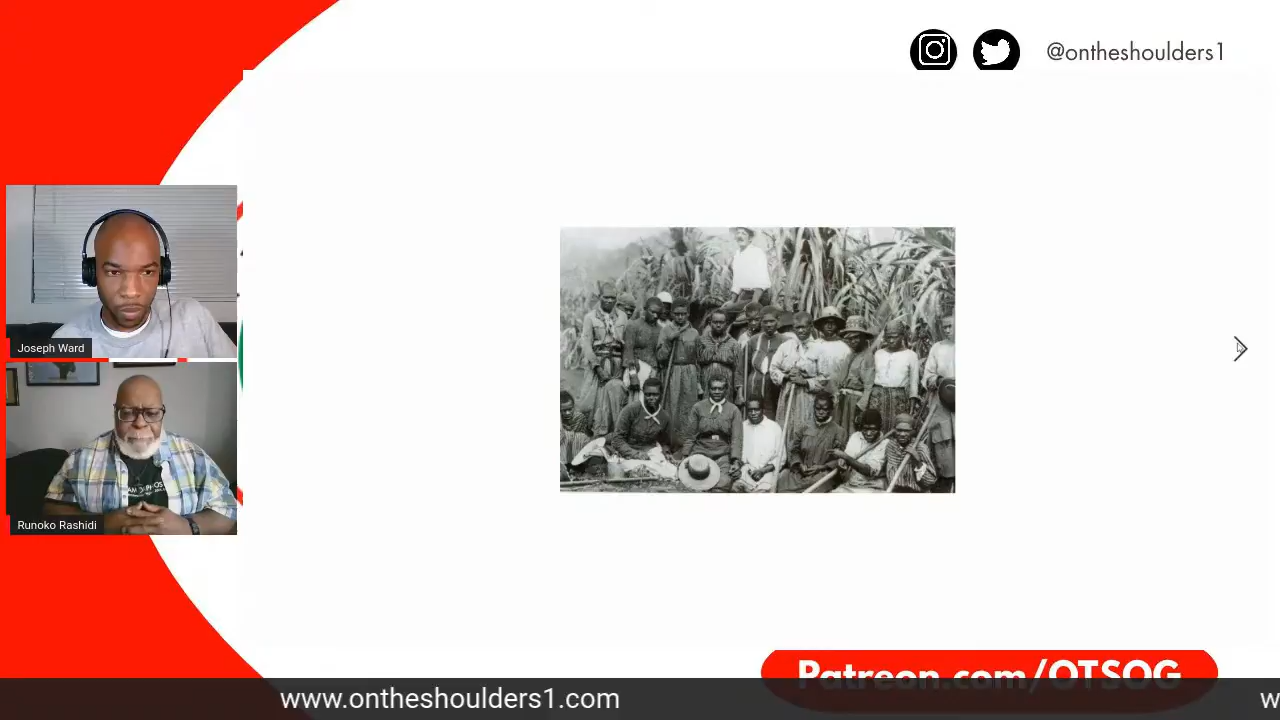 @ontheshoulders1
Joseph Ward
Runoko Rashidi
Patreon.com/OTSOG
www.ontheshoulders1.com
w